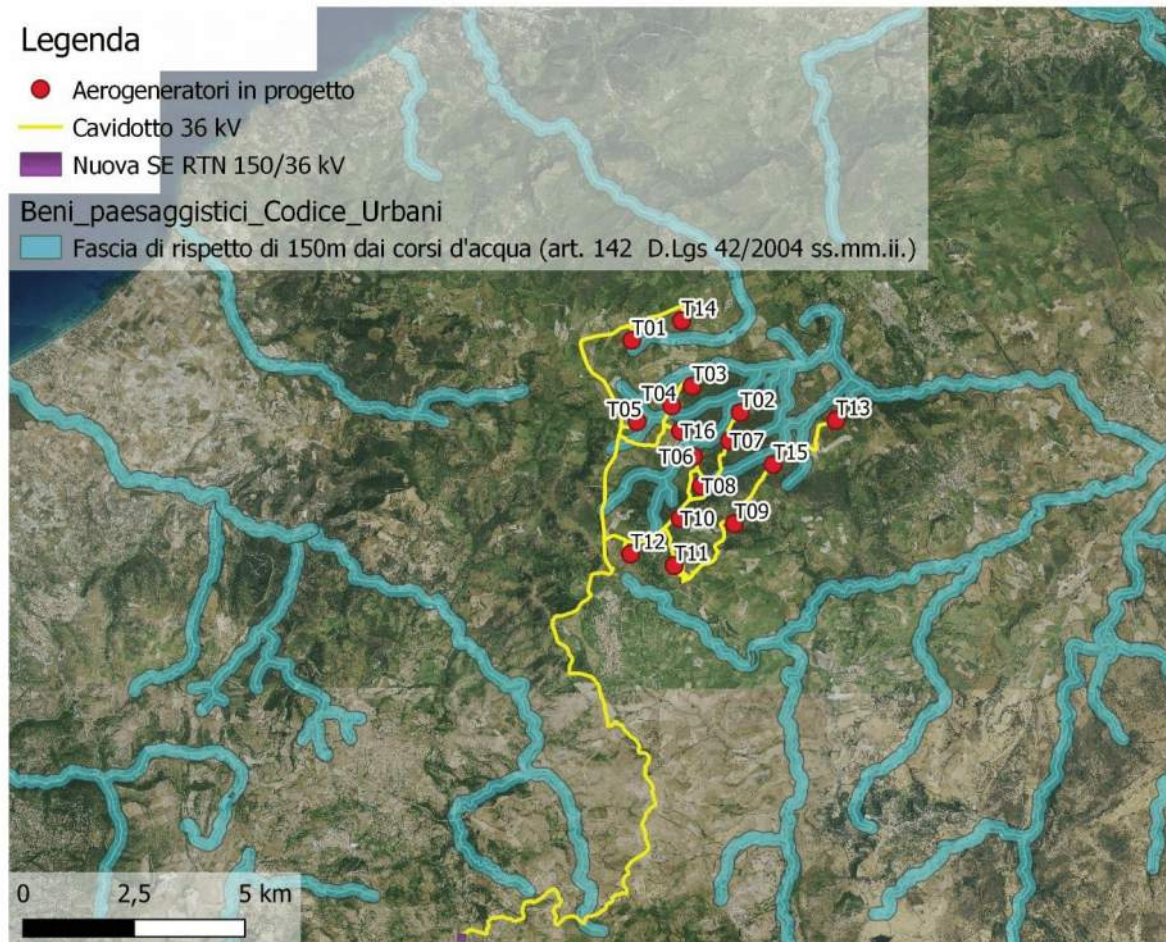 Legenda
Aerogeneratori in progetto
Cavidotto 36 kV
Nuova SE RTN 150/36 kV
Beni_paesaggistici_Codice_Urbani
Fascia di rispetto di 150m dai corsi d'acqua (art. 142 D.Lgs 42/2004 ss.mm.ii.)
T14
T01
T03
T04
T02
T05
T13
T16
T07
T06
T15
T08
T10
T09
T12
T11
0 2,5 5 km